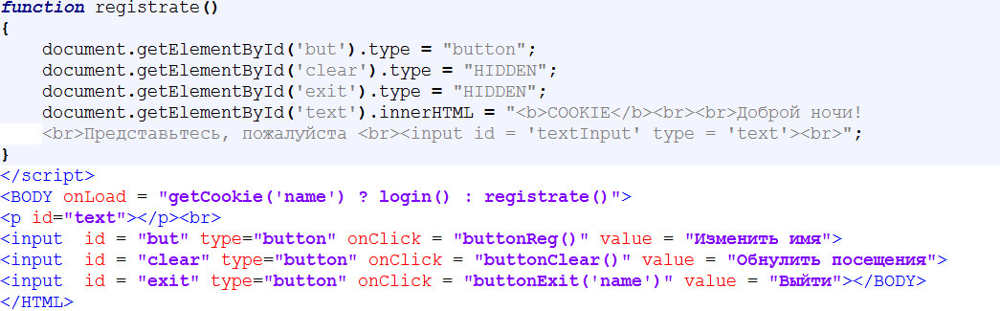 function registrate()
{
    document.getElementById('but').type = "button";
    document.getElementById('clear').type = "HIDDEN";
    document.getElementById('exit').type = "HIDDEN";
    document.getElementById('text').innerHTML = "<b>COOKIE</b><br><br>Доброй ночи!
    <br>Представьтесь, пожалуйста <br><input id = 'textInput' type = 'text'><br>";
}
</script>
<BODY onLoad = "getCookie('name') ? login() : registrate()">
<p id="text"></p><br>
<input  id = "but" type="button" onClick = "buttonReg()" value = "Изменить имя">
<input  id = "clear" type="button" onClick = "buttonClear()" value = "Обнулить посещения">
<input  id = "exit" type="button" onClick = "buttonExit('name')" value = "Выйти"></BODY>
</HTML>